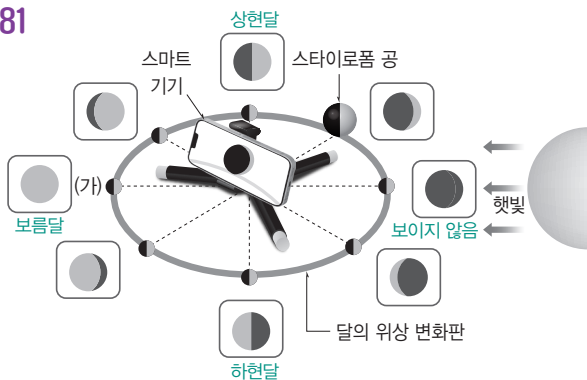 81
상현달
스마트
기기
스타이로폼 공
(가)
보름달
햇빛
보이지 않음
달의 위상 변화판
하현달